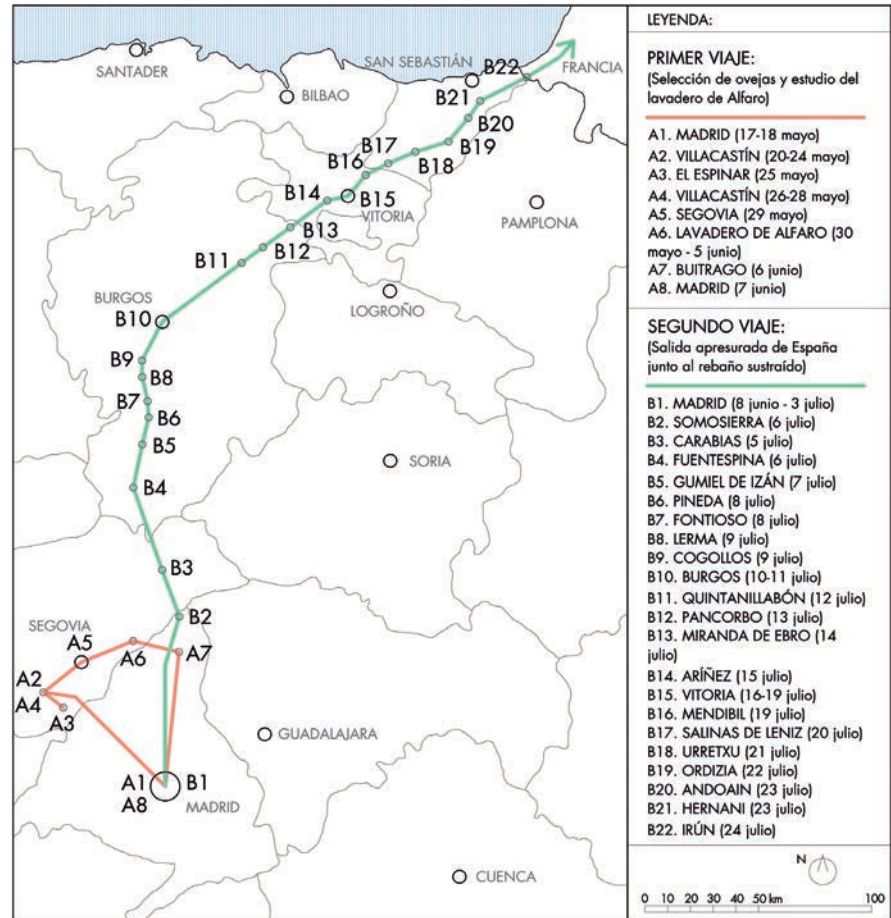 SANTADER
BILBAO
SAN SEBASTIÁN
B22
FRANCIA
B21
B20
B19
B18
B17
B16
B15
VITORIA
B14
PAMPLONA
B13
B12
B11
BURGOS
B10
LOGROÑO
B9
B8
B7
B6
B5
SORIA
B4
B3
B2
SEGOVIA
A5
A6
A7
A2
A4
A3
GUADALAJARA
A1
A8
B1
MADRID
CUENCA
LEYENDA:
PRIMER VIAJE:
(Selección de ovejas y estudio del
lavadero de Alfaro)
A1. MADRID (17-18 mayo)
A2. VILLACASTÍN (20-24 mayo)
A3. EL ESPINAR (25 mayo)
A4. VILLACASTÍN (26-28 mayo)
A5. SEGOVIA (29 mayo)
A6. LAVADERO DE ALFARO (30
mayo - 5 junio)
A7. BUITRAGO (6 junio)
A8. MADRID (7 junio)
SEGUNDO VIAJE:
(Salida apresurada de España
junto al rebaño sustraído)
B1. MADRID (8 junio - 3 julio)
B2. SOMOSIERRA (6 julio)
B3. CARABIAS (5 julio)
B4. FUENTESPINA (6 julio)
B5. GUMIEL DE IZÁN (7 julio)
B6. PINEDA (8 julio)
B7. FONTIOSO (8 julio)
B8. LERMA (9 julio)
B9. COGOLLOS (9 julio)
B10. BURGOS (10-11 julio)
B11. QUINTANILLABÓN (12 julio)
B12. PANCORBO (13 julio)
B13. MIRANDA DE EBRO (14
julio)
B14. ARÍÑEZ (15 julio)
B15. VITORIA (16-19 julio)
B16. MENDIBIL (19 julio)
B17. SALINAS DE LENIZ (20 julio)
B18. URRETXU (21 julio)
B19. ORDIZIA (22 julio)
B20. ANDOAIN (23 julio)
B21. HERNANI (23 julio)
B22. IRÚN (24 julio)
N
0 10 20 30 40 50 km 100